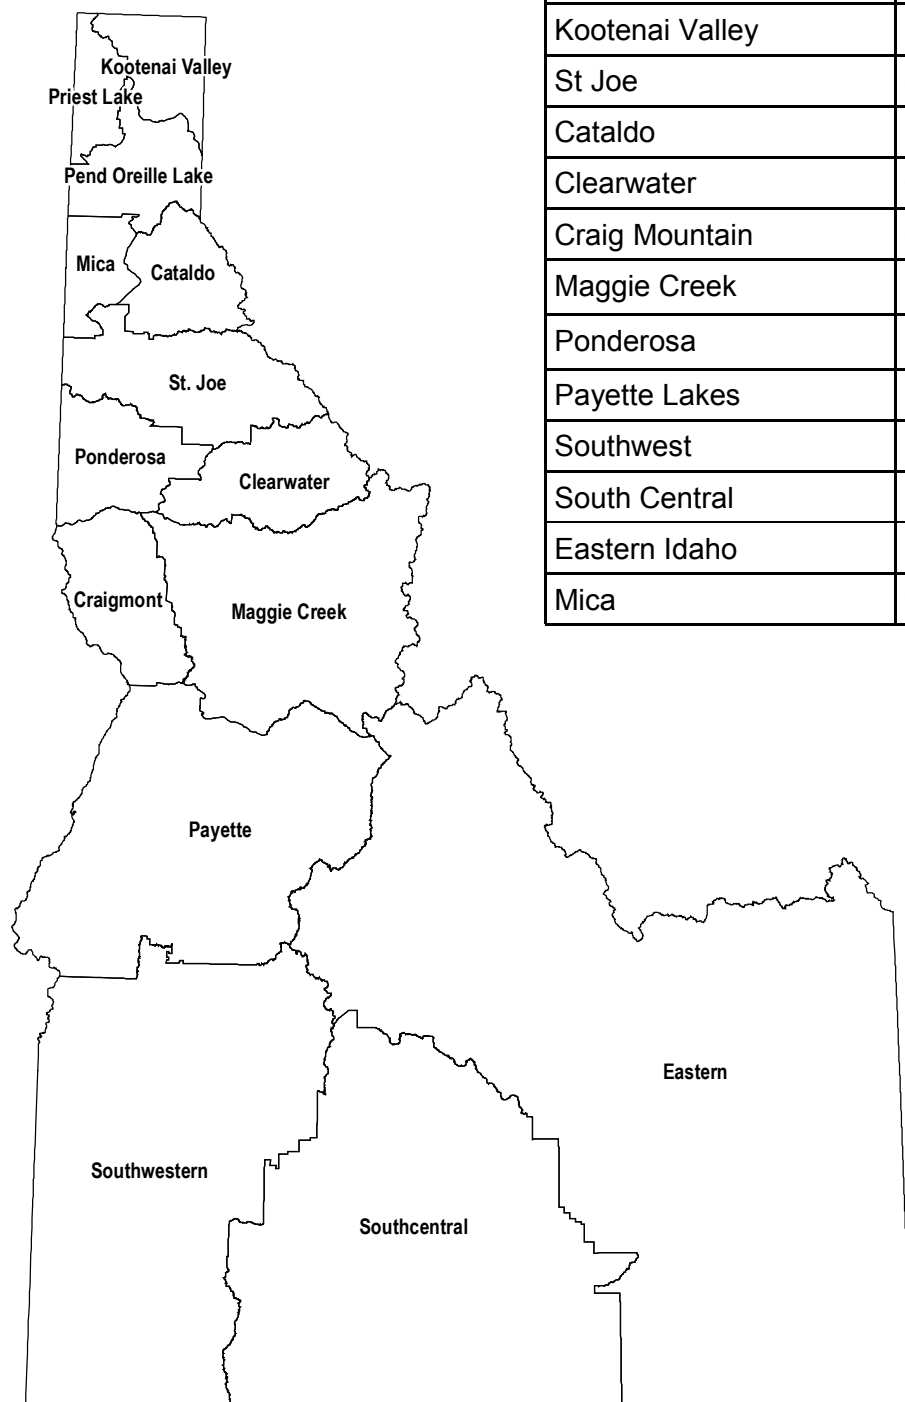 Kootenai Valley
Priest Lake
Pend Oreille Lake
Mica
Cataldo
St. Joe
Ponderosa
Clearwater
Craigmont
Maggie Creek
Payette
Eastern
Southwestern
Southcentral
Kootenai Valley
St Joe
Cataldo
Clearwater
Craig Mountain
Maggie Creek
Ponderosa
Payette Lakes
Southwest
South Central
Eastern Idaho
Mica